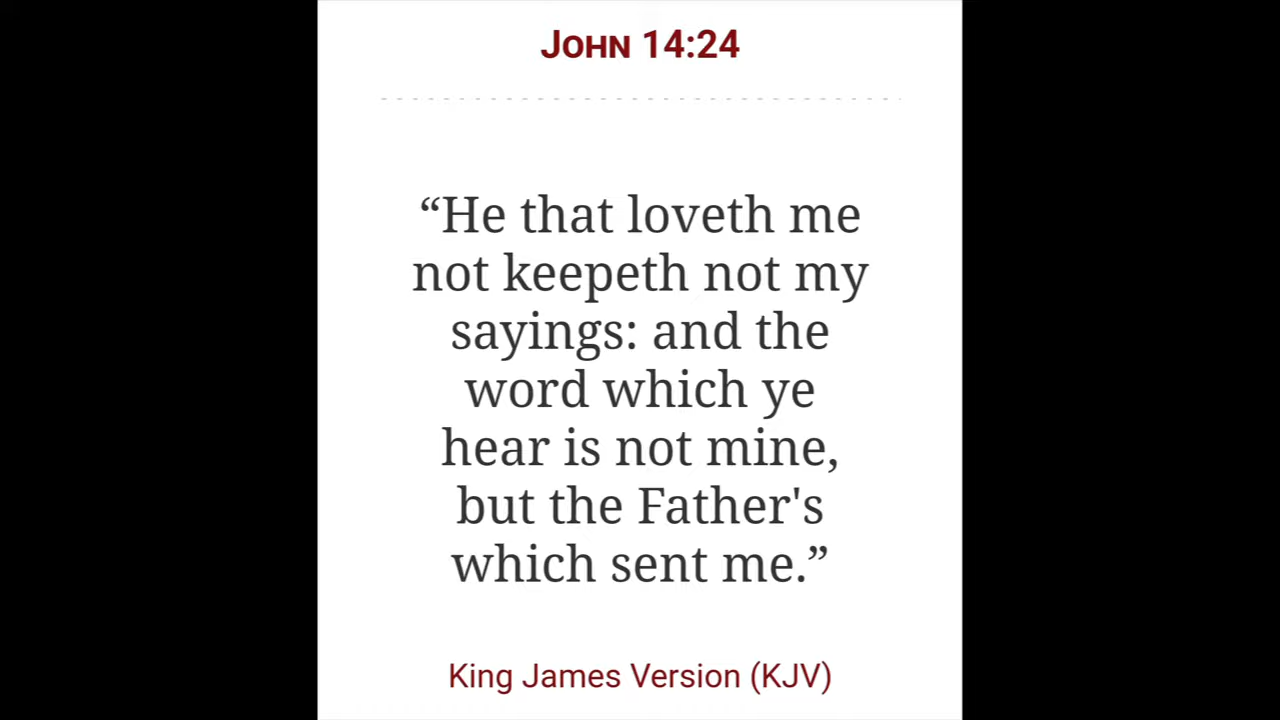 John 14:24
“He that loveth me
not keepeth not my
sayings: and the
word which ye
hear is not mine,
but the Father's
which sent me.”
King James Version (KJV)